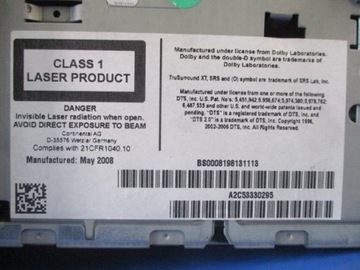 CLASS 1
LASER PRODUCT
DANGER
Invisible Laser radiation when open.
AVOID DIRECT EXPOSURE TO BEAM
Continental AG
D-35576 Wetzlar Germany
Complies with 21CFR1040.10
Manufactured: May 2008
Manufactured under license from Dolby Laboratories.
Dolby and the double-D symbol are trademarks of
Dolby Laboratories.
TruSurround XT, SRS and (O) symbol are trademark of SRS Lab, Inc.
Manufactured under license from one or more of the following
DTS, Inc. U.S. Pat. No's. 5,451,942,5,956,674,5,974,380,5,978,762,
6,487,535 and other U.S. and world-wide patents issued and
pending. "DTS" is a registered trademark of DTS, Inc. and
"DTS 2.0" is a trademark of DTS, Inc. Copyright 1996,
2003-2006 DTS, Inc. All Rights Reserved.
BS0008198131113
A2C53330295